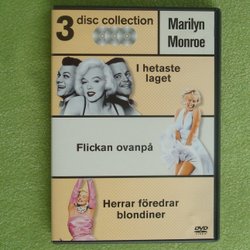 3 disc collection
Marilyn
Monroe
I hetaste
laget
Flickan ovanpå
Herrar föredrar
blondiner
DVD